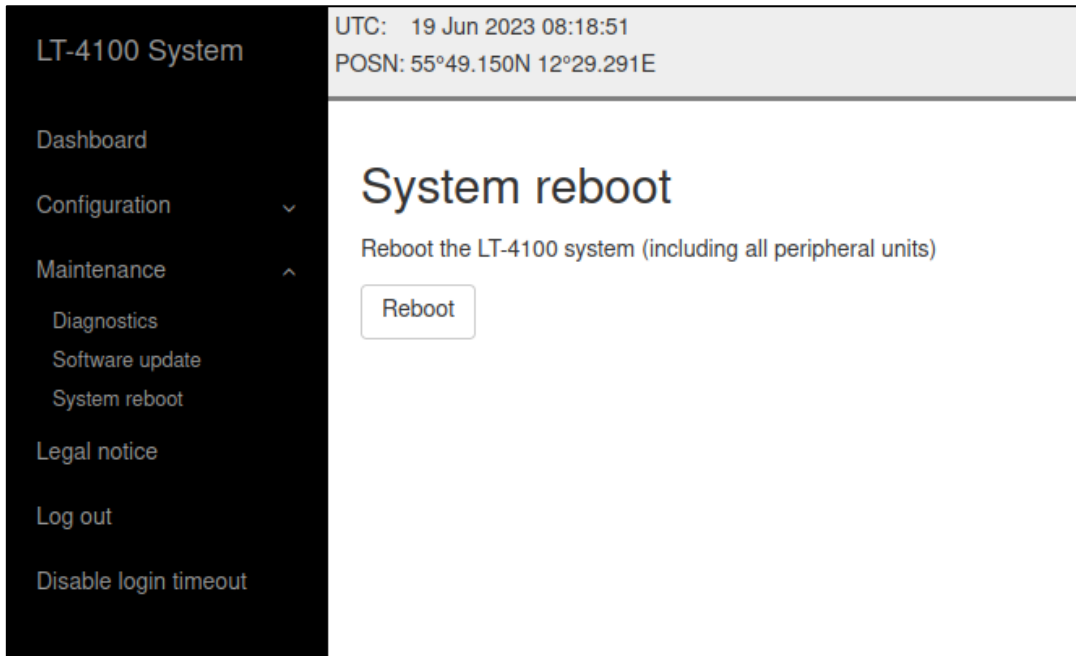 LT-4100 System
UTC: 19 Jun 2023 08:18:51
POSN: 55°49.150N 12°29.291E
Dashboard
Configuration
Maintenance
Diagnostics
Software update
System reboot
Legal notice
Log out
Disable login timeout
System reboot
Reboot the LT-4100 system (including all peripheral units)
Reboot